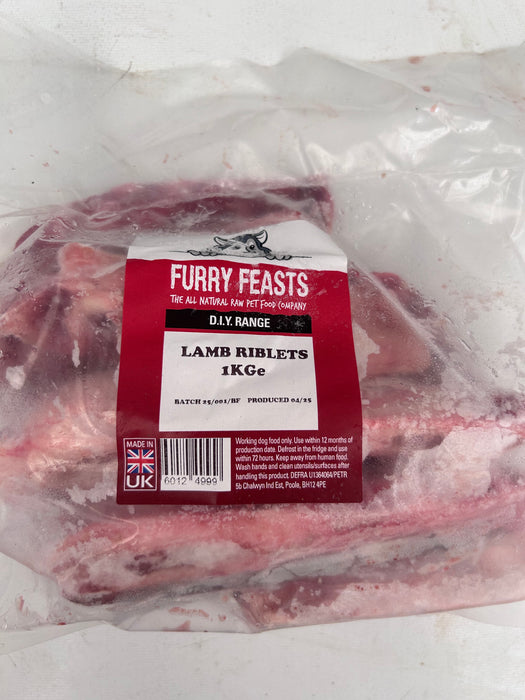 FURRY FEASTS
THE ALL NATURAL RAW PET FOOD COMPANY
D.I.Y. RANGE
LAMB RIBLETS
1KGe
BATCH 25/001/BF PRODUCED 04/25
MADE IN
UK
6012 4999
Working dog food only. Use within 12 months of
production date. Defrost in the fridge and use
within 72 hours. Keep away from human food.
Wash hands and clean utensils/surfaces after
handling this product. DEFRA U1364064/PETR
5b Chalwyn Ind Est, Poole, BH12 4PE